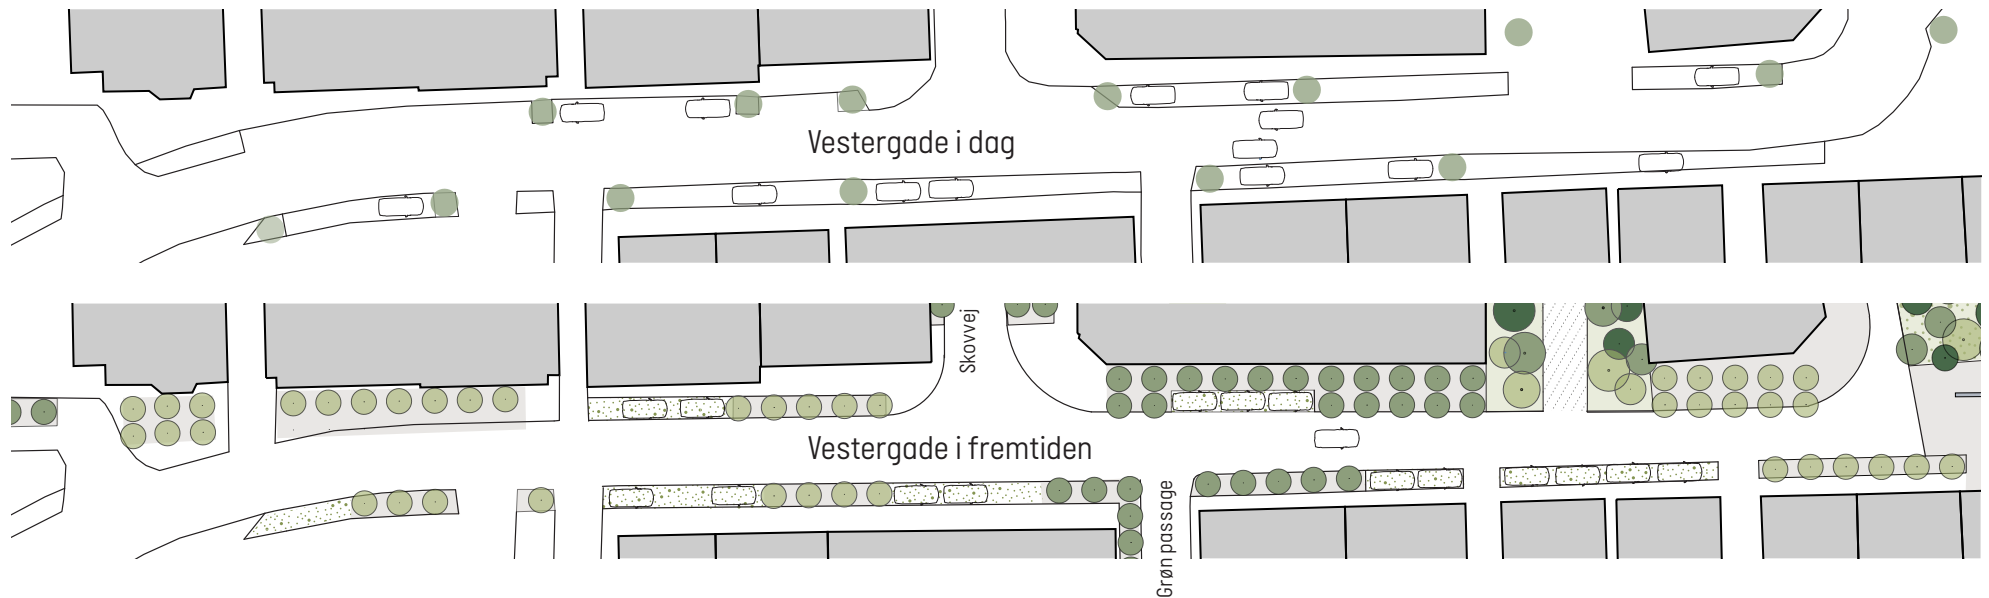 Vestergade i dag
Skovvej
Vestergade i fremtiden
Grøn passage